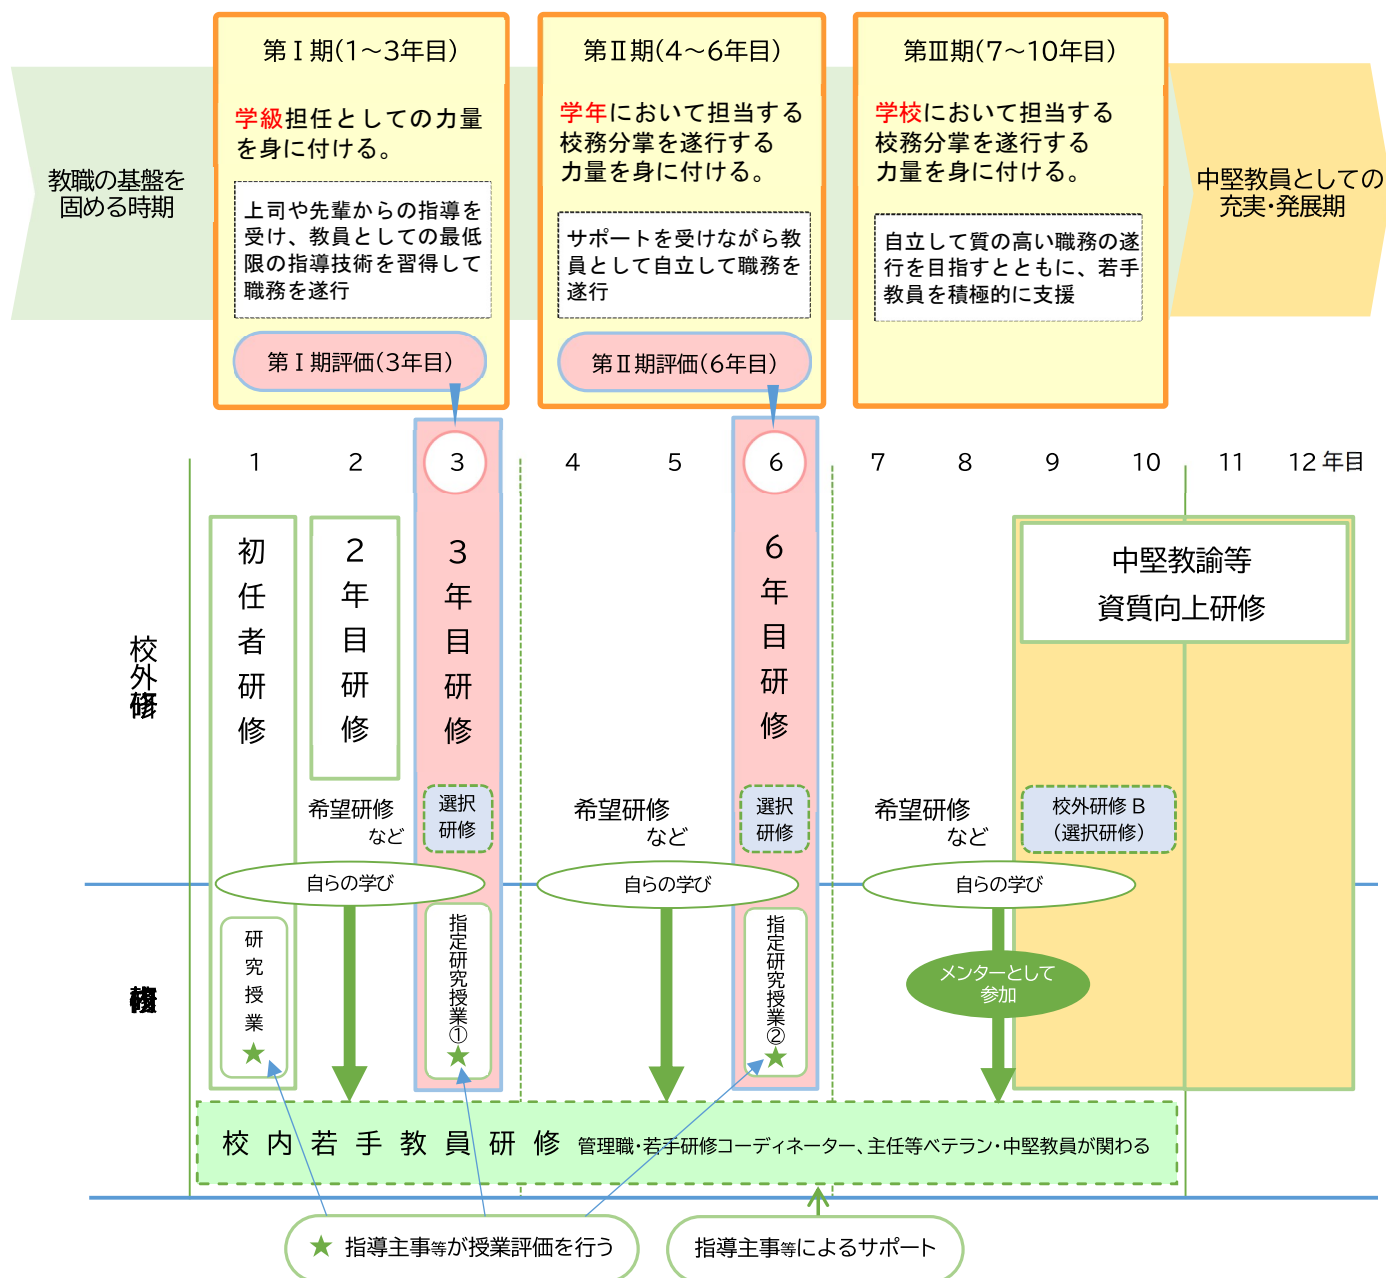 教職の基盤を
固める時期
第Ⅰ期(1～3年目)
学級担任としての力量
を身に付ける。
上司や先輩からの指導を
受け、教員としての最低
限の指導技術を習得して
職務を遂行
第Ⅰ期評価(3年目)
第Ⅱ期(4～6年目)
学年において担当する
校務分掌を遂行する
力量を身に付ける。
サポートを受けながら教
員として自立して職務を
遂行
第Ⅱ期評価(6年目)
第Ⅲ期(7～10年目)
学校において担当する
校務分掌を遂行する
力量を身に付ける。
自立して質の高い職務の遂
行を目指すとともに、若手
教員を積極的に支援
中堅教員としての
充実・発展期
1 2 3 4 5 6 7 8 9 10 11 12年目
校外研修
初任者研修
2年目研修
3年目研修
6年目研修
中堅教諭等
資質向上研修
希望研修
など
選択
研修
希望研修
など
選択
研修
希望研修
など
校外研修B
(選択研修)
自らの学び
自らの学び
自らの学び
研究授業
★
指定研究授業①
★
指定研究授業②
★
メンターとして
参加
校内若手教員研修 管理職・若手研修コーディネーター、主任等ベテラン・中堅教員が関わる
★ 指導主事等が授業評価を行う
指導主事等によるサポート